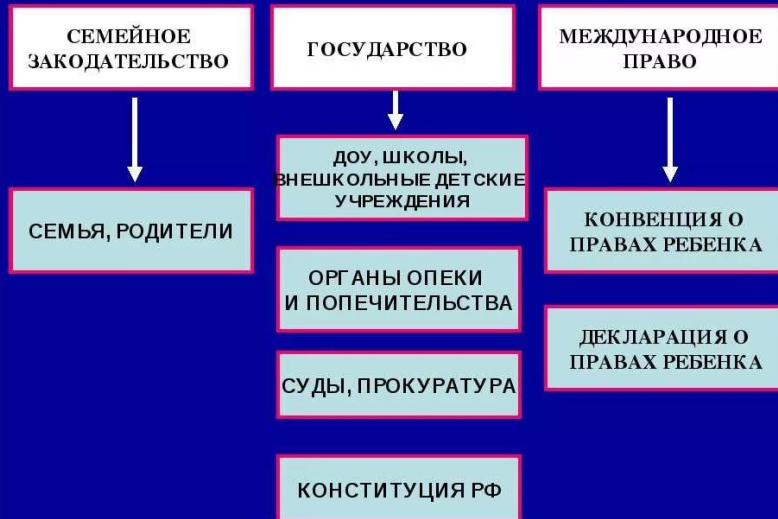 СЕМЕЙНОЕ
ЗАКОДАТЕЛЬСТВО
ГОСУДАРСТВО
МЕЖДУНАРОДНОЕ
ПРАВО
СЕМЬЯ, РОДИТЕЛИ
ДОУ, ШКОЛЫ,
ВНЕШКОЛЬНЫЕ ДЕТСКИЕ
УЧРЕЖДЕНИЯ
ОРГАНЫ ОПЕКИ
И ПОПЕЧИТЕЛЬСТВА
СУДЫ, ПРОКУРАТУРА
КОНСТИТУЦИЯ РФ
КОНВЕНЦИЯ О
ПРАВАХ РЕБЕНКА
ДЕКЛАРАЦИЯ О
ПРАВАХ РЕБЕНКА